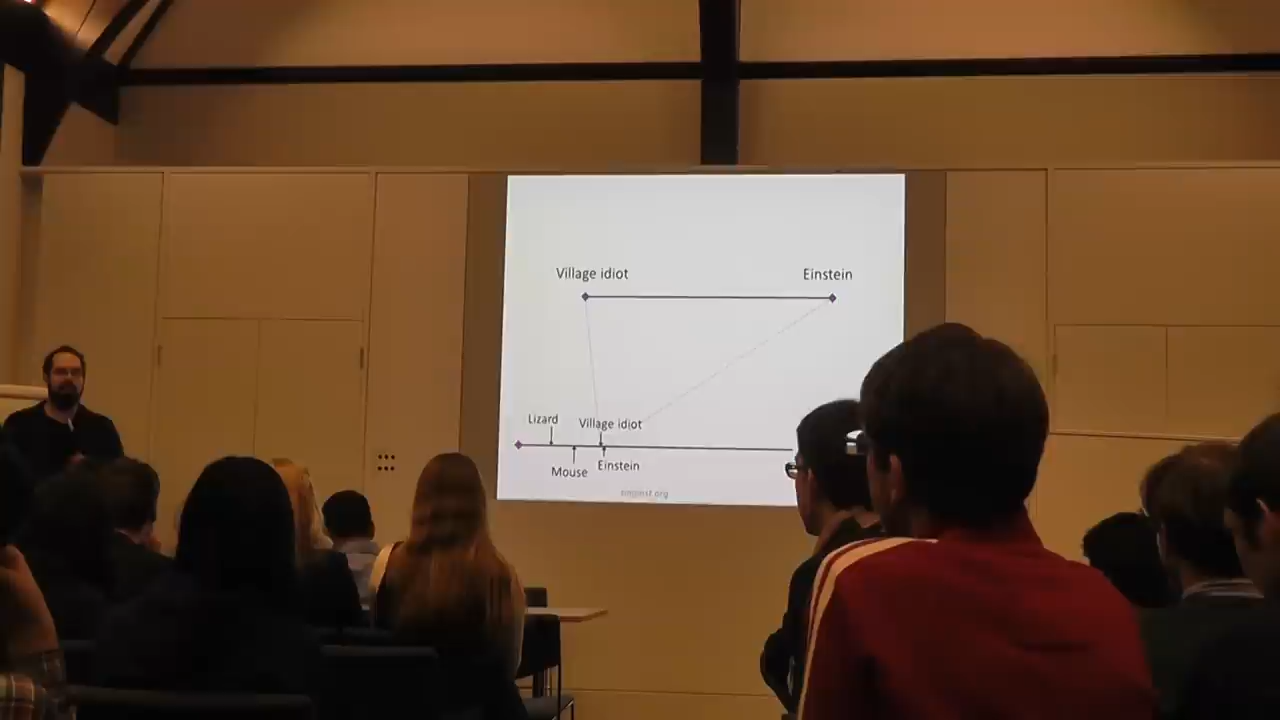 Village idiot
Einstein
Lizard
Village idiot
Mouse
Einstein